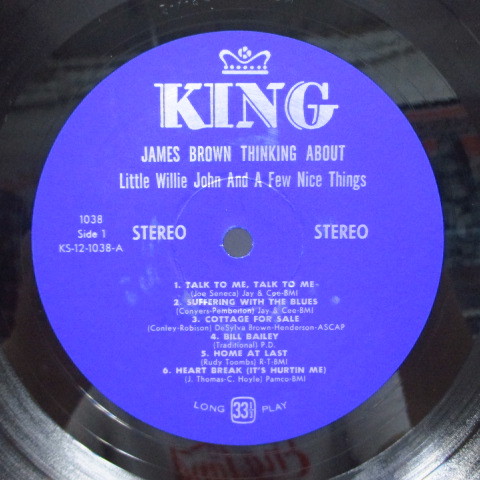 KING
JAMES BROWN THINKING ABOUT
Little Willie John And A Few Nice Things
1038
Side 1
KS-12-1038-A
STEREO
STEREO
1. TALK TO ME, TALK TO ME-
(Joe Seneca) Jay & Cee-BMI
2. SUFFERING WITH THE BLUES
(Conyers-Pemberton) Jay & Cee-BMI
3. COTTAGE FOR SALE
(Conley-Robison) DeSylva Brown-Henderson-ASCAP
4. BILL BAILEY
(Traditional) P.D.
5. HOME AT LAST
(Rudy Toombs) R-T-BMI
6. HEART BREAK (IT'S HURTIN ME)
(J. Thomas-C. Hoyle) Pamco-BMI
LONG 33 1/3 PLAY